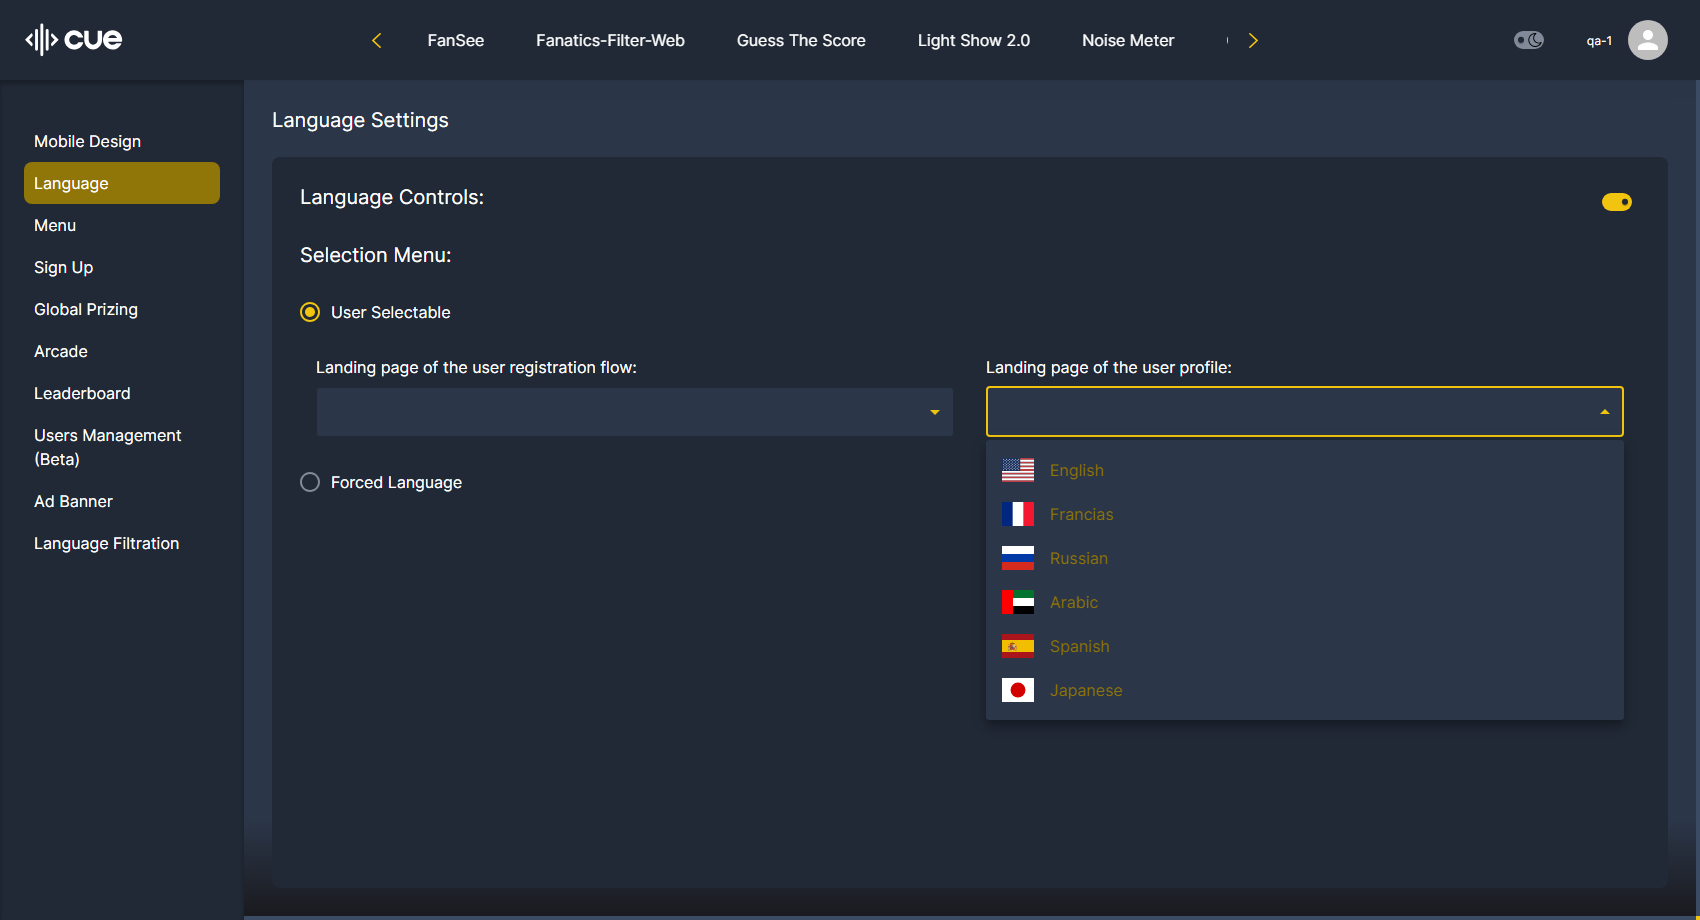 cue
FanSee
Fanatics-Filter-Web
Guess The Score
Light Show 2.0
Noise Meter
qa-1
Mobile Design
Language
Menu
Sign Up
Global Prizing
Arcade
Leaderboard
Users Management
(Beta)
Ad Banner
Language Filtration
Language Settings
Language Controls:
Selection Menu:
User Selectable
Landing page of the user registration flow:
Landing page of the user profile:
English
Francias
Russian
Arabic
Spanish
Japanese
Forced Language